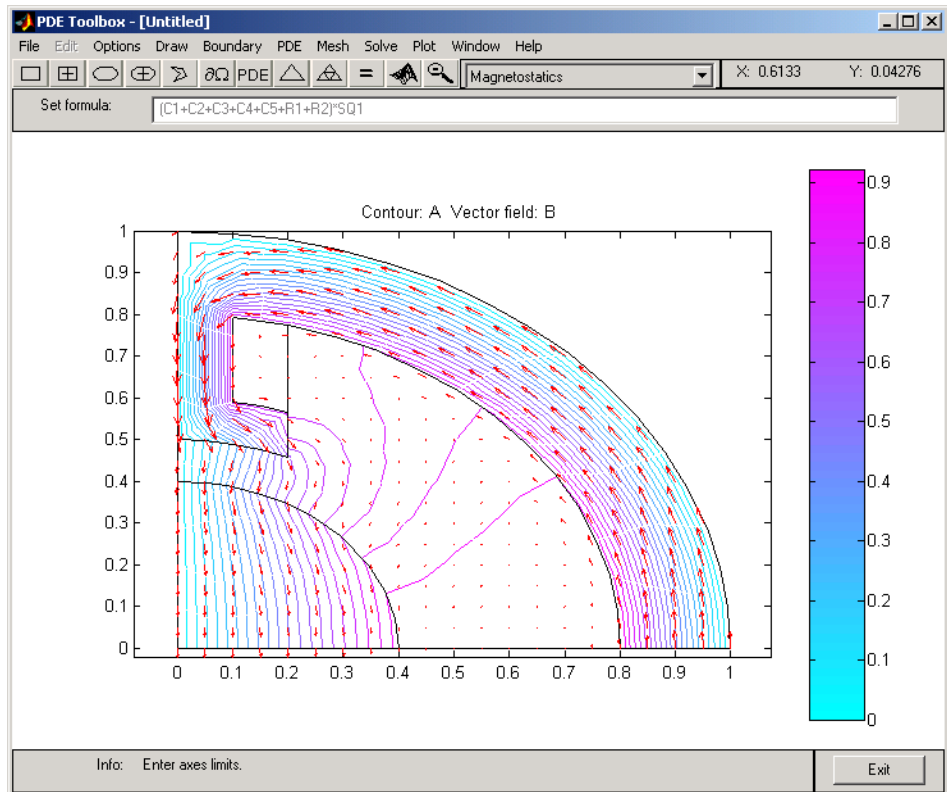 PDE Toolbox - [Untitled]
File Edit Options Draw Boundary PDE Mesh Solve Plot Window Help
∂Ω PDE = Magnetostatics X: 0.6133 Y: 0.04276
Set formula: (C1+C2+C3+C4+C5+R1+R2)*SQ1
Contour: A Vector field: B
1
0.9
0.8
0.7
0.6
0.5
0.4
0.3
0.2
0.1
0
0 0.1 0.2 0.3 0.4 0.5 0.6 0.7 0.8 0.9 1
0.9
0.8
0.7
0.6
0.5
0.4
0.3
0.2
0.1
0
Info: Enter axes limits.
Exit